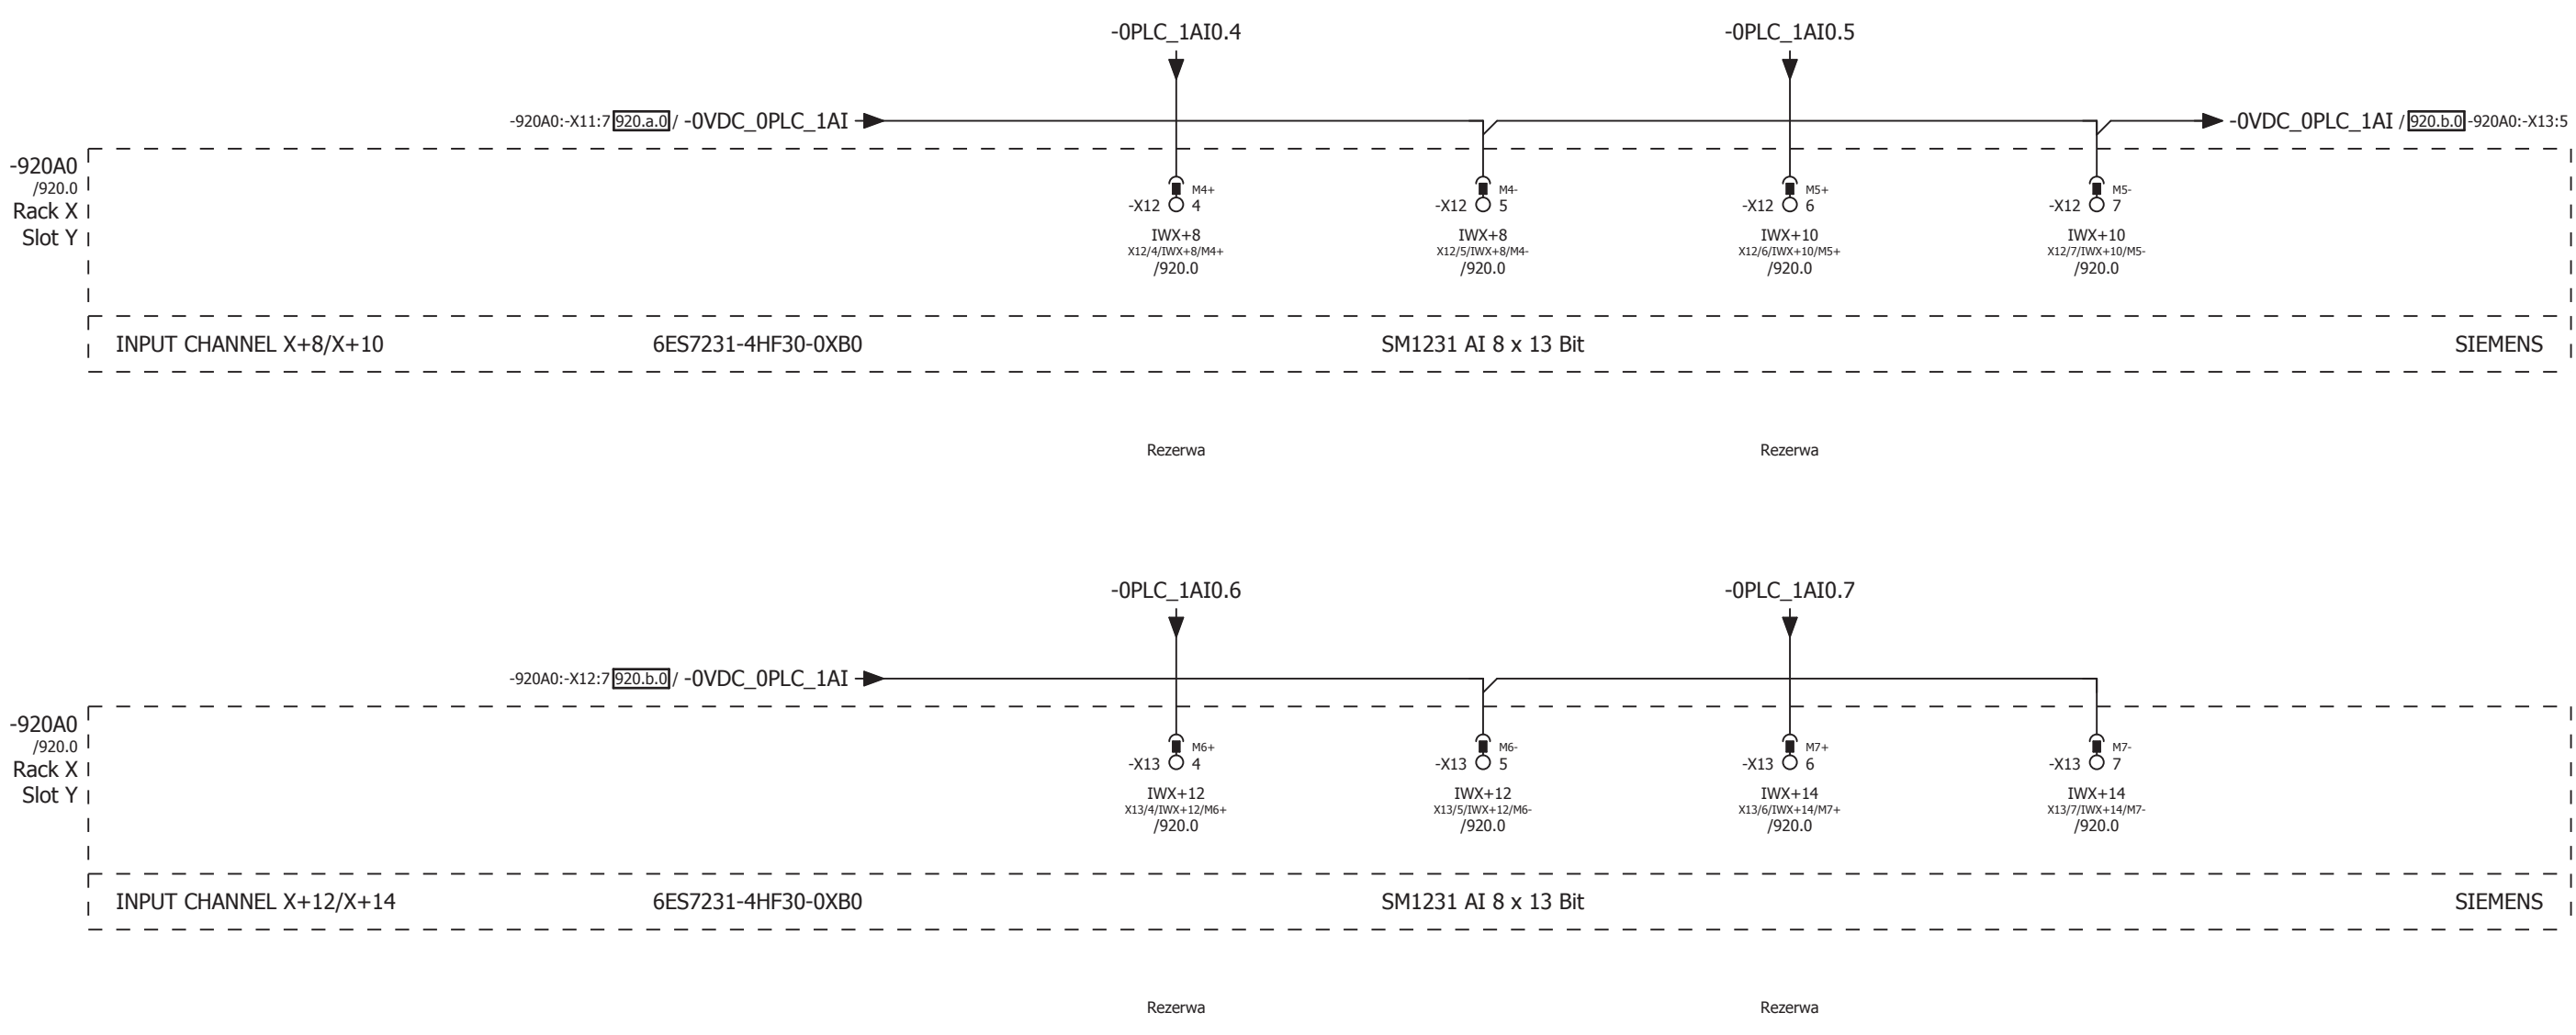 -0PLC_1AI0.4 -0PLC_1AI0.5
-920A0:-X11:7 920.a.0 / -0VDC_0PLC_1AI -0VDC_0PLC_1AI / 920.b.0 -920A0:-X13:5
-920A0
/920.0
Rack X
Slot Y
M4+ M4- M5+ M5-
-X12 4 -X12 5 -X12 6 -X12 7
IWX+8 IWX+8 IWX+10 IWX+10
X12/4/IWX+8/M4+ X12/5/IWX+8/M4- X12/6/IWX+10/M5+ X12/7/IWX+10/M5-
/920.0 /920.0 /920.0 /920.0
INPUT CHANNEL X+8/X+10 6ES7231-4HF30-0XB0 SM1231 AI 8 x 13 Bit SIEMENS
Rezerwa Rezerwa
-0PLC_1AI0.6 -0PLC_1AI0.7
-920A0:-X12:7 920.b.0 / -0VDC_0PLC_1AI
-920A0
/920.0
Rack X
Slot Y
M6+ M6- M7+ M7-
-X13 4 -X13 5 -X13 6 -X13 7
IWX+12 IWX+12 IWX+14 IWX+14
X13/4/IWX+12/M6+ X13/5/IWX+12/M6- X13/6/IWX+14/M7+ X13/7/IWX+14/M7-
/920.0 /920.0 /920.0 /920.0
INPUT CHANNEL X+12/X+14 6ES7231-4HF30-0XB0 SM1231 AI 8 x 13 Bit SIEMENS
Rezerwa Rezerwa